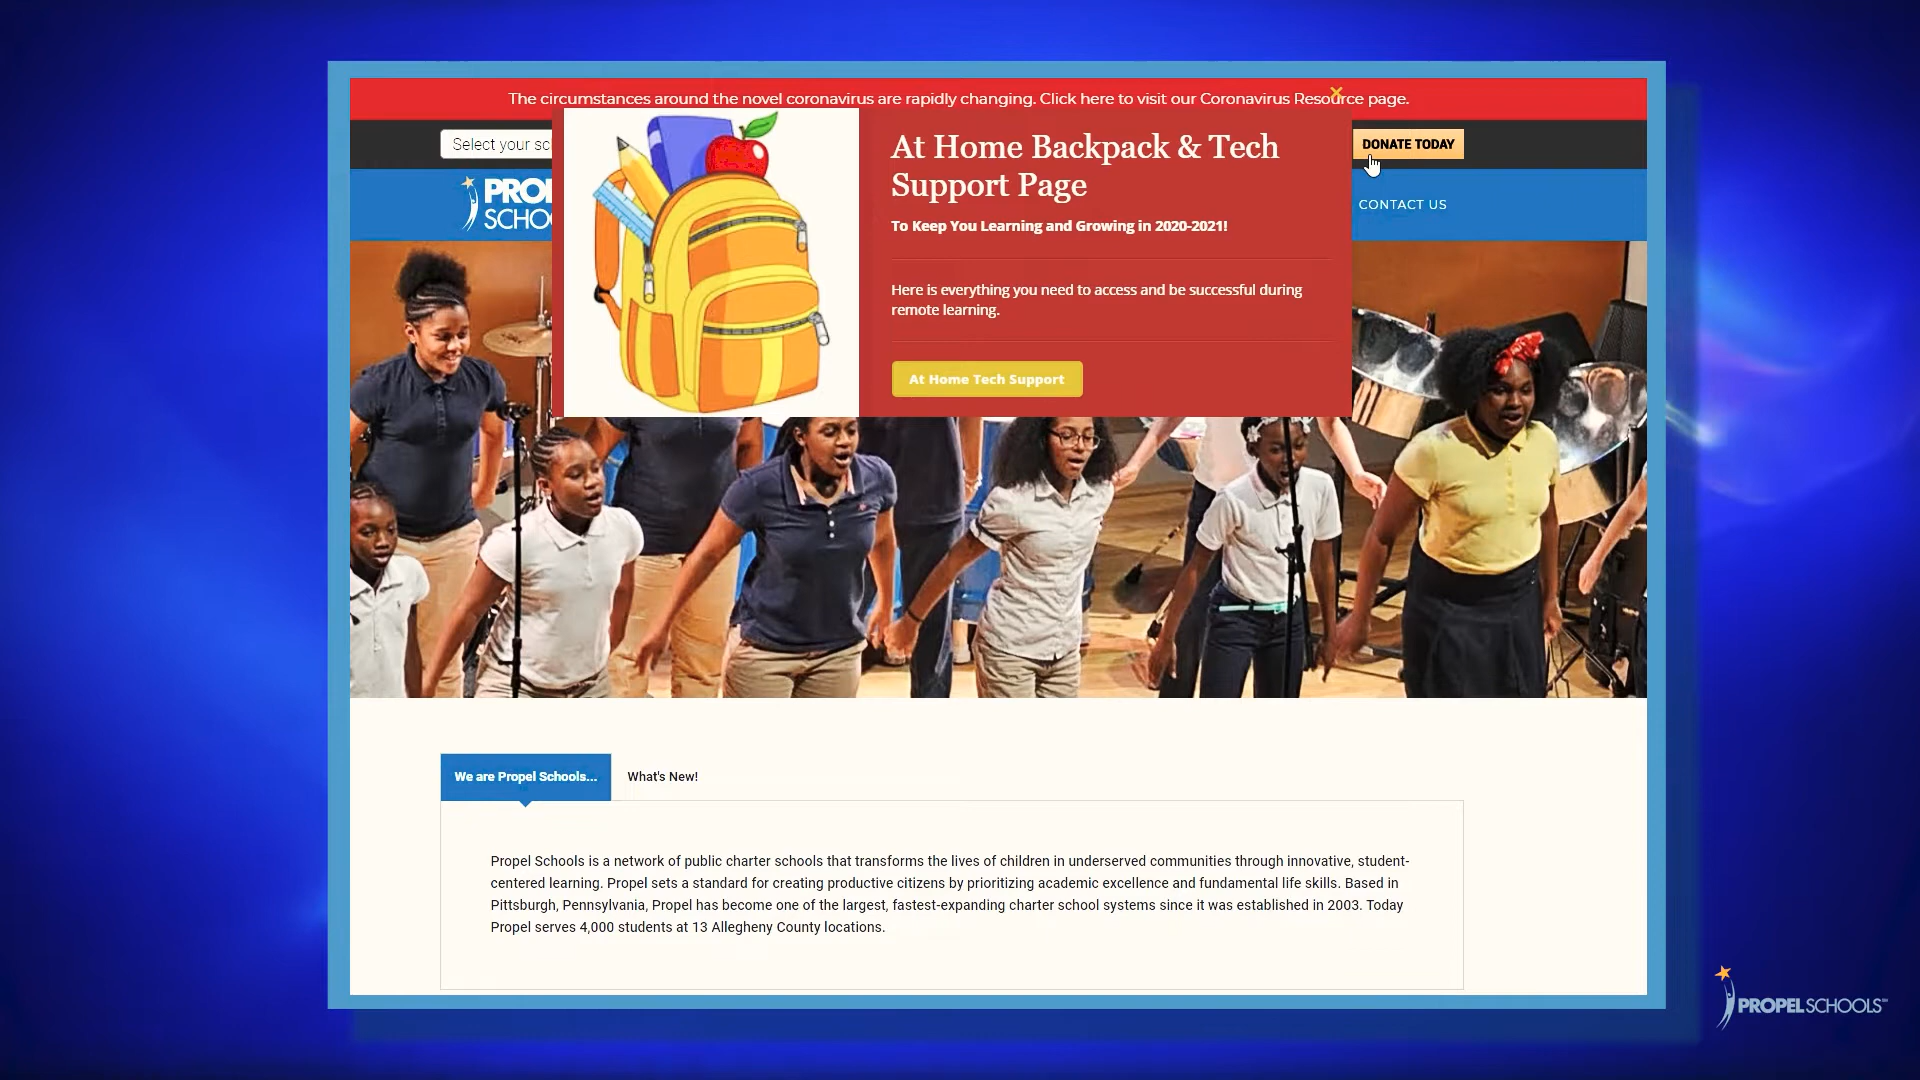 The circumstances around the novel coronavirus are rapidly changing. Click here to visit our Coronavirus Resource page.
Select your sc
DONATE TODAY
PROP
SCHO
CONTACT US
At Home Backpack & Tech
Support Page
To Keep You Learning and Growing in 2020-2021!
Here is everything you need to access and be successful during
remote learning.
At Home Tech Support
We are Propel Schools...
What's New!
Propel Schools is a network of public charter schools that transforms the lives of children in underserved communities through innovative, student-
centered learning. Propel sets a standard for creating productive citizens by prioritizing academic excellence and fundamental life skills. Based in
Pittsburgh, Pennsylvania, Propel has become one of the largest, fastest-expanding charter school systems since it was established in 2003. Today
Propel serves 4,000 students at 13 Allegheny County locations.
PROPELSCHOOLS